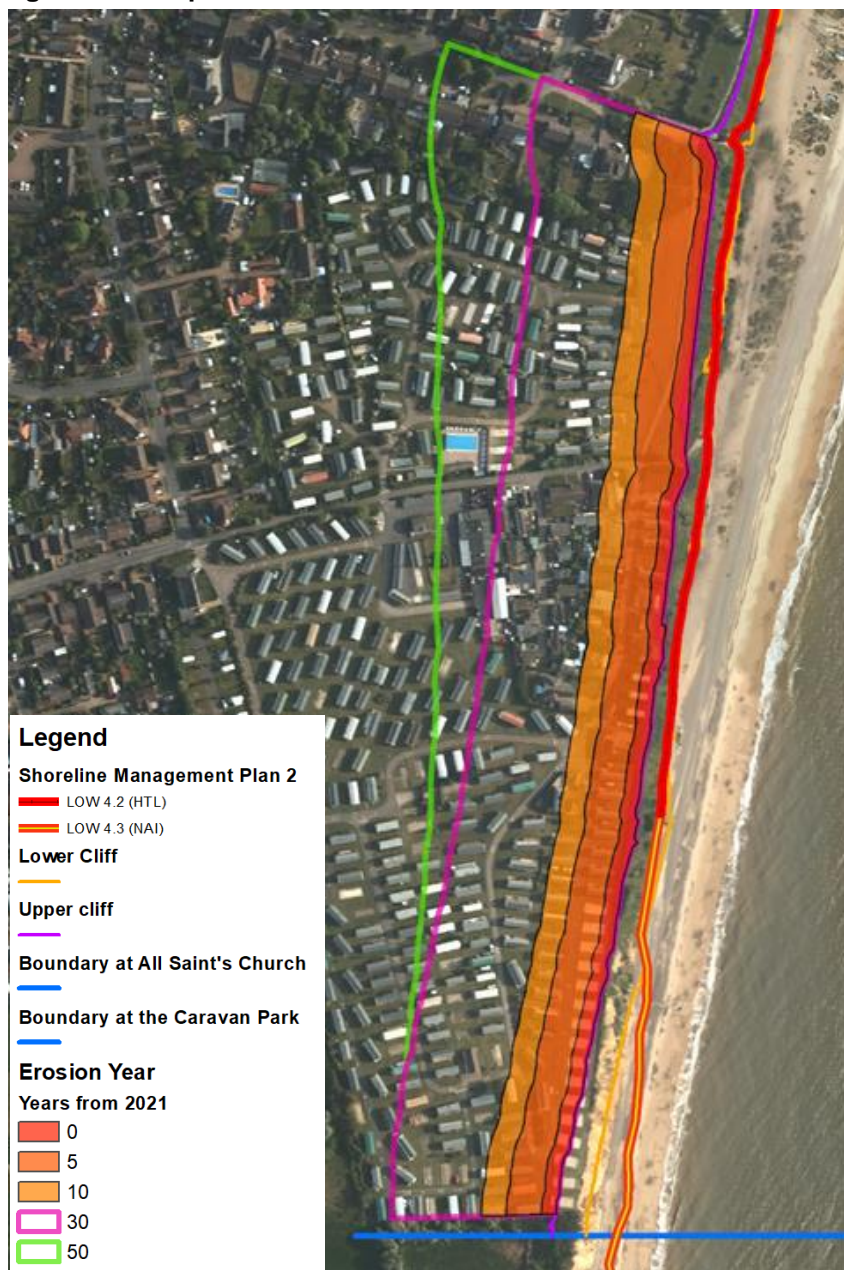 Legend
Shoreline Management Plan 2
LOW 4.2 (HTL)
LOW 4.3 (NAI)
Lower Cliff
Upper cliff
Boundary at All Saint's Church
Boundary at the Caravan Park
Erosion Year
Years from 2021
0
5
10
30
50